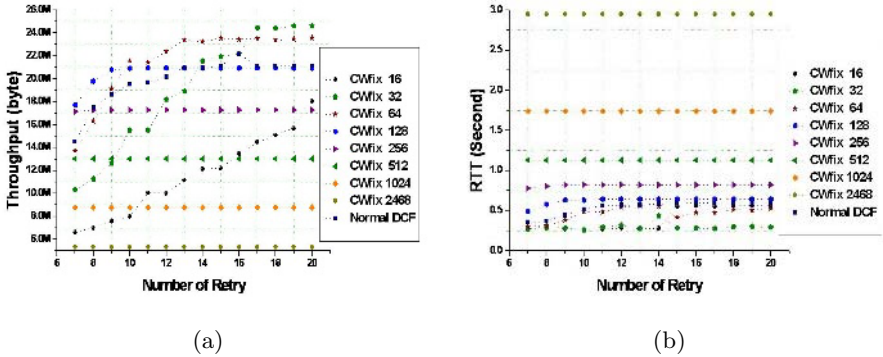 26.0M
24.0M
22.0M
20.0M
18.0M
16.0M
14.0M
12.0M
10.0M
8.0M
6.0M
Throughput (byte)
6 8 10 12 14 16 18 20
Number of Retry
CWfix 16
CWfix 32
CWfix 64
CWfix 128
CWfix 256
CWfix 512
CWfix 1024
CWfix 2468
Normal DCF
(a)
3.0
2.5
2.0
1.5
1.0
0.5
0.0
RTT (Second)
6 8 10 12 14 16 18 20
Number of Retry
CWfix 16
CWfix 32
CWfix 64
CWfix 128
CWfix 256
CWfix 512
CWfix 1024
CWfix 2468
Normal DCF
(b)